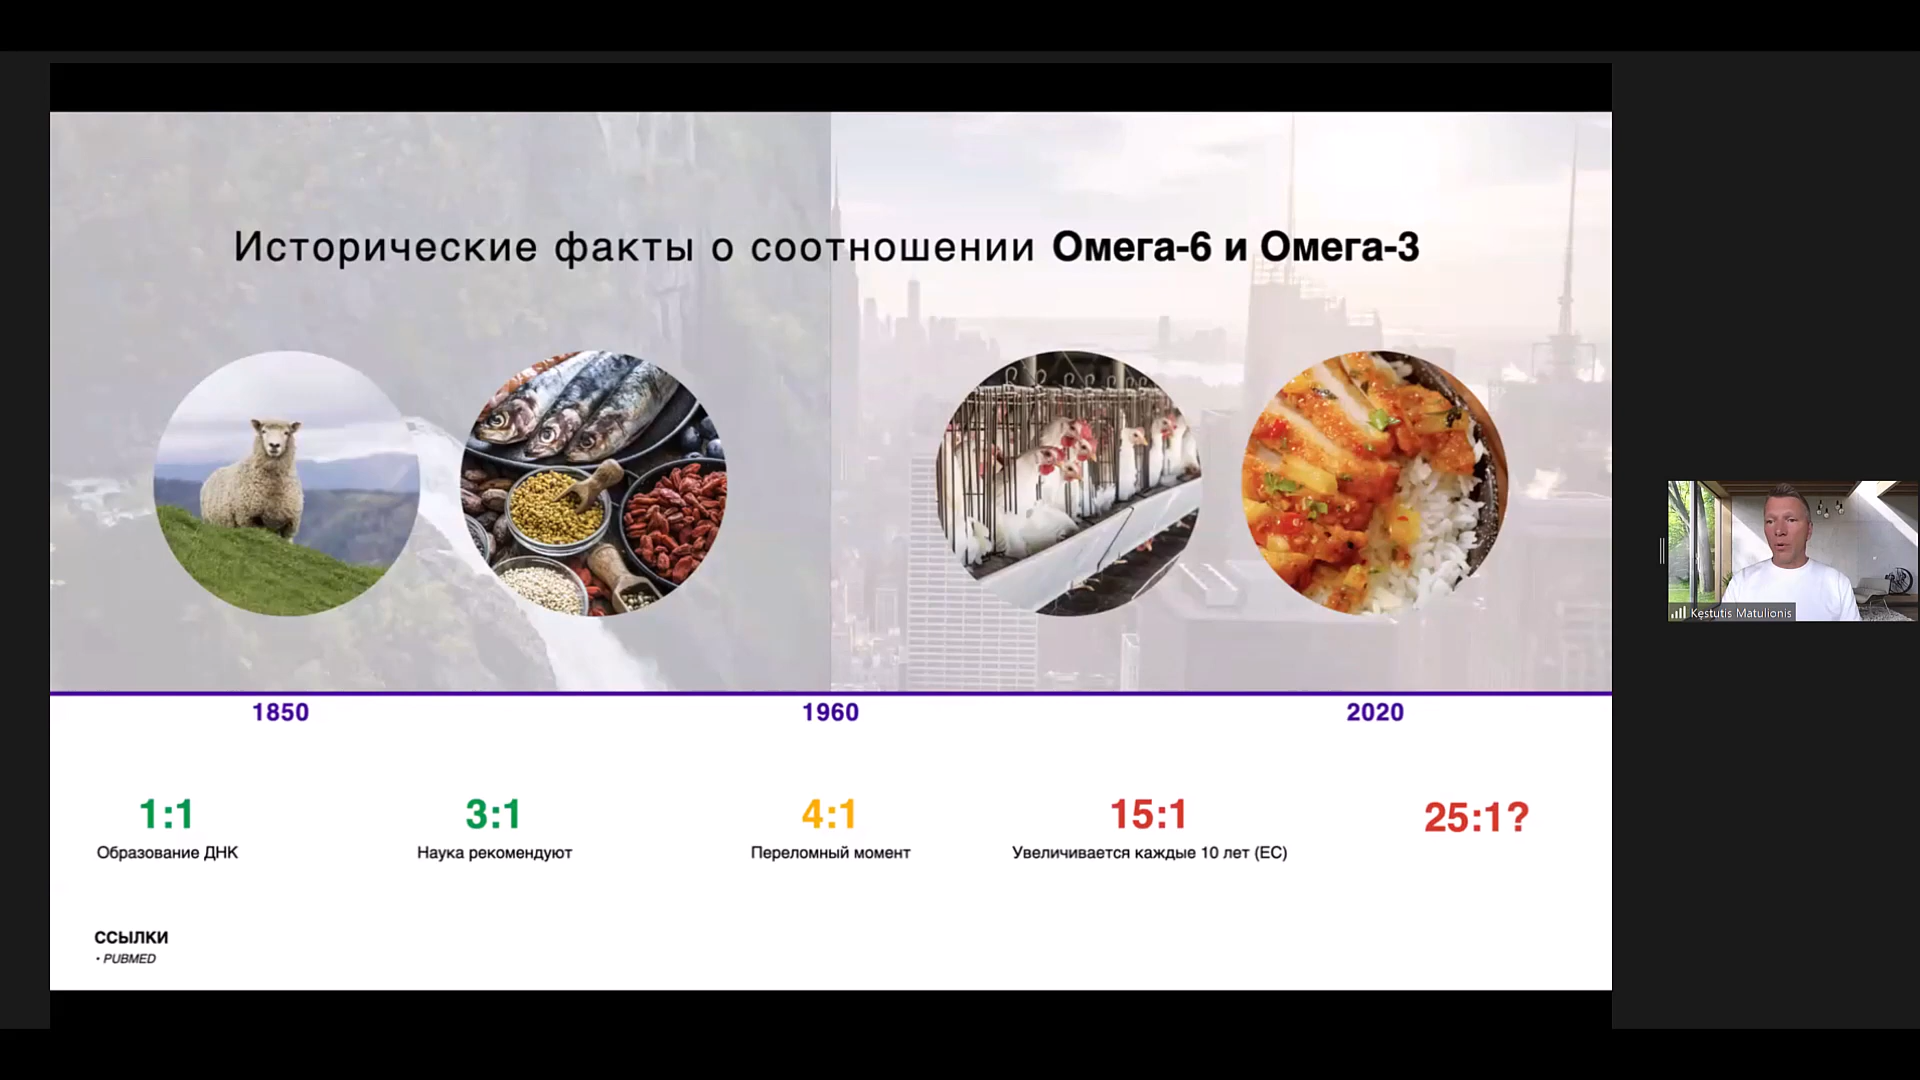 Исторические факты о соотношении Омега-6 и Омега-3
1850
1960
2020
1:1
3:1
4:1
15:1
25:1?
Образование ДНК
Наука рекомендуют
Переломный момент
Увеличивается каждые 10 лет (ЕС)
ССЫЛКИ
• PUBMED
Kęstutis Matulionis